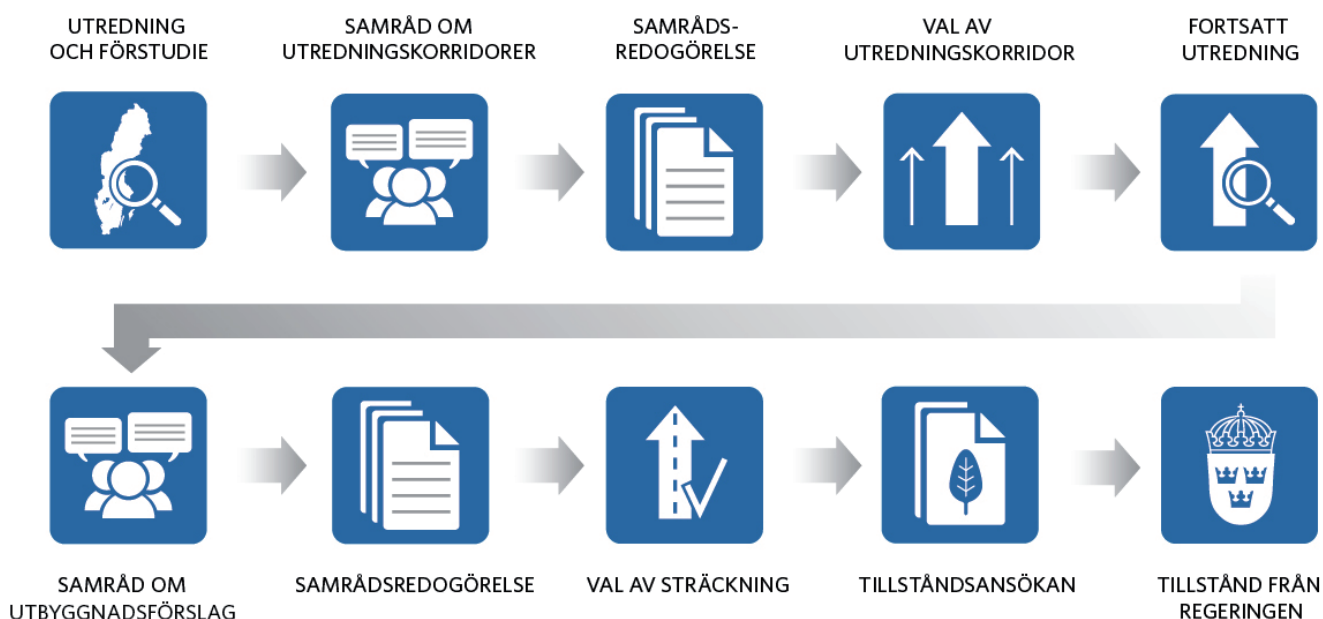 UTREDNING
OCH FÖRSTUDIE
SAMRÅD OM
UTREDNINGSKORRIDORER
SAMRÅDS-
REDOGÖRELSE
VAL AV
UTREDNINGSKORRIDOR
FORTSATT
UTREDNING
SAMRÅD OM
UTBYGGNADSFÖRSLAG
SAMRÅDSREDOGÖRELSE
VAL AV STRÄCKNING
TILLSTÅNDSANSÖKAN
TILLSTÅND FRÅN
REGERINGEN